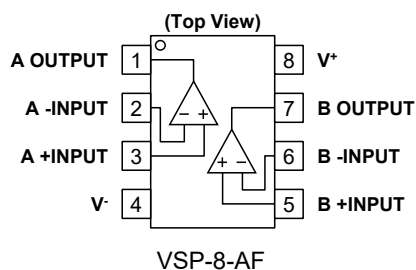 (Top View)
A OUTPUT 1 8 V⁺
A -INPUT 2 7 B OUTPUT
- +
A +INPUT 3 6 B -INPUT
+ -
V⁻ 4 5 B +INPUT
VSP-8-AF